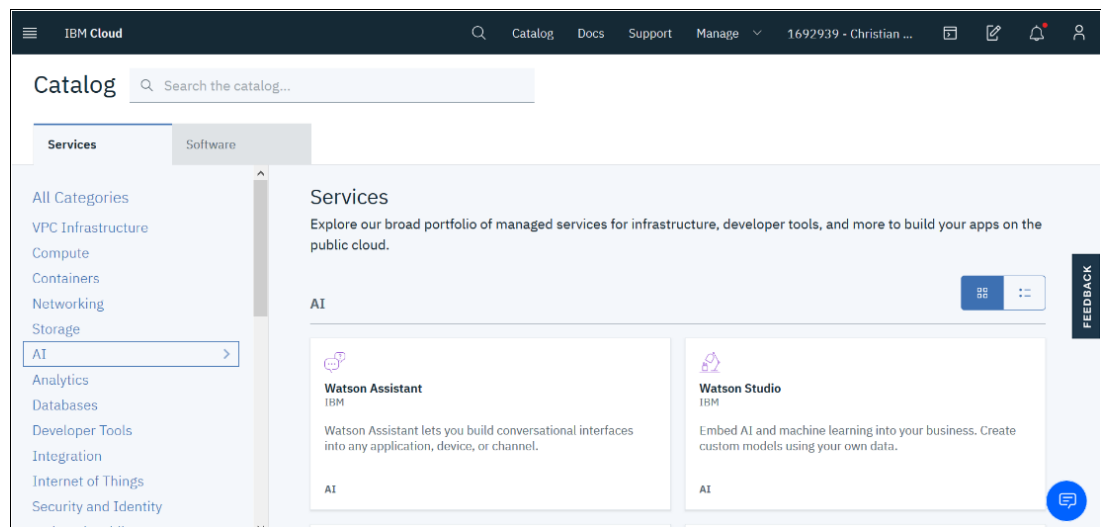 IBM Cloud
Catalog Docs Support Manage 1692939 - Christian ...
Catalog Search the catalog...
Services Software
All Categories
VPC Infrastructure
Compute
Containers
Networking
Storage
AI
Analytics
Databases
Developer Tools
Integration
Internet of Things
Security and Identity
Services
Explore our broad portfolio of managed services for infrastructure, developer tools, and more to build your apps on the
public cloud.
AI
Watson Assistant
IBM
Watson Assistant lets you build conversational interfaces
into any application, device, or channel.
AI
Watson Studio
IBM
Embed AI and machine learning into your business. Create
custom models using your own data.
AI
FEEDBACK